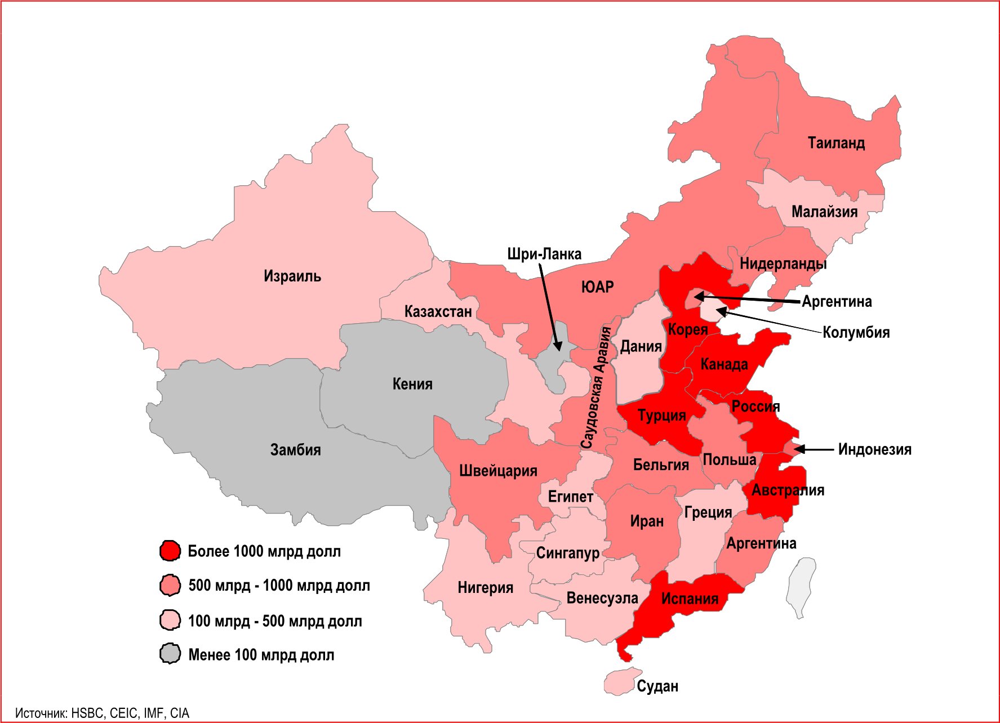 Таиланд
Малайзия
Шри-Ланка
Нидерланды
Израиль
ЮАР
Аргентина
Казахстан
Корея
Колумбия
Дания
Саудовская Аравия
Канада
Кения
Россия
Турция
Замбия
Индонезия
Польша
Бельгия
Швейцария
Австралия
Египет
Греция
Иран
Аргентина
Сингапур
Нигерия
Венесуэла
Испания
Судан
Более 1000 млрд долл
500 млрд - 1000 млрд долл
100 млрд - 500 млрд долл
Менее 100 млрд долл
Источник: HSBC, CEIC, IMF, CIA